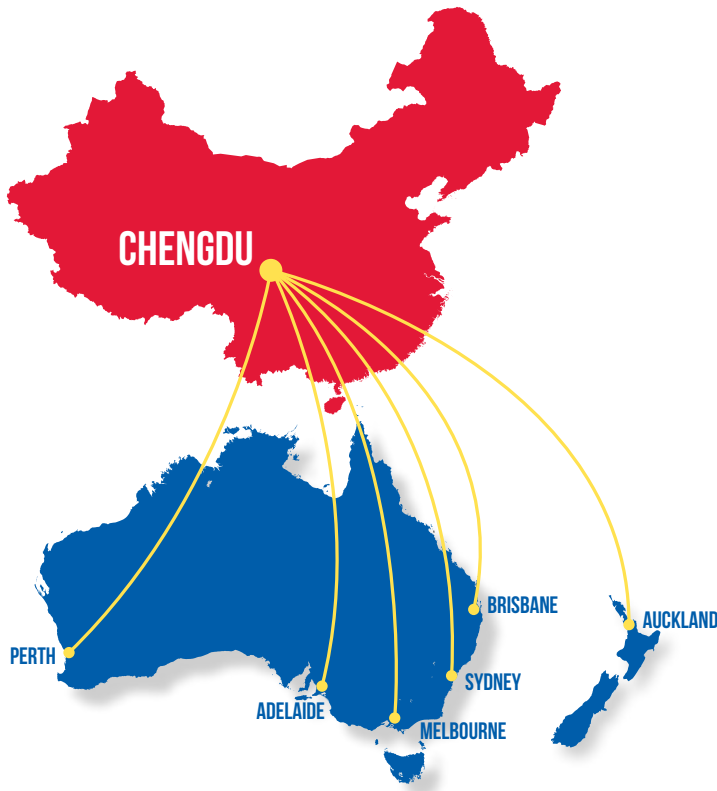 CHENGDU
BRISBANE
AUCKLAND
PERTH
SYDNEY
ADELAIDE
MELBOURNE